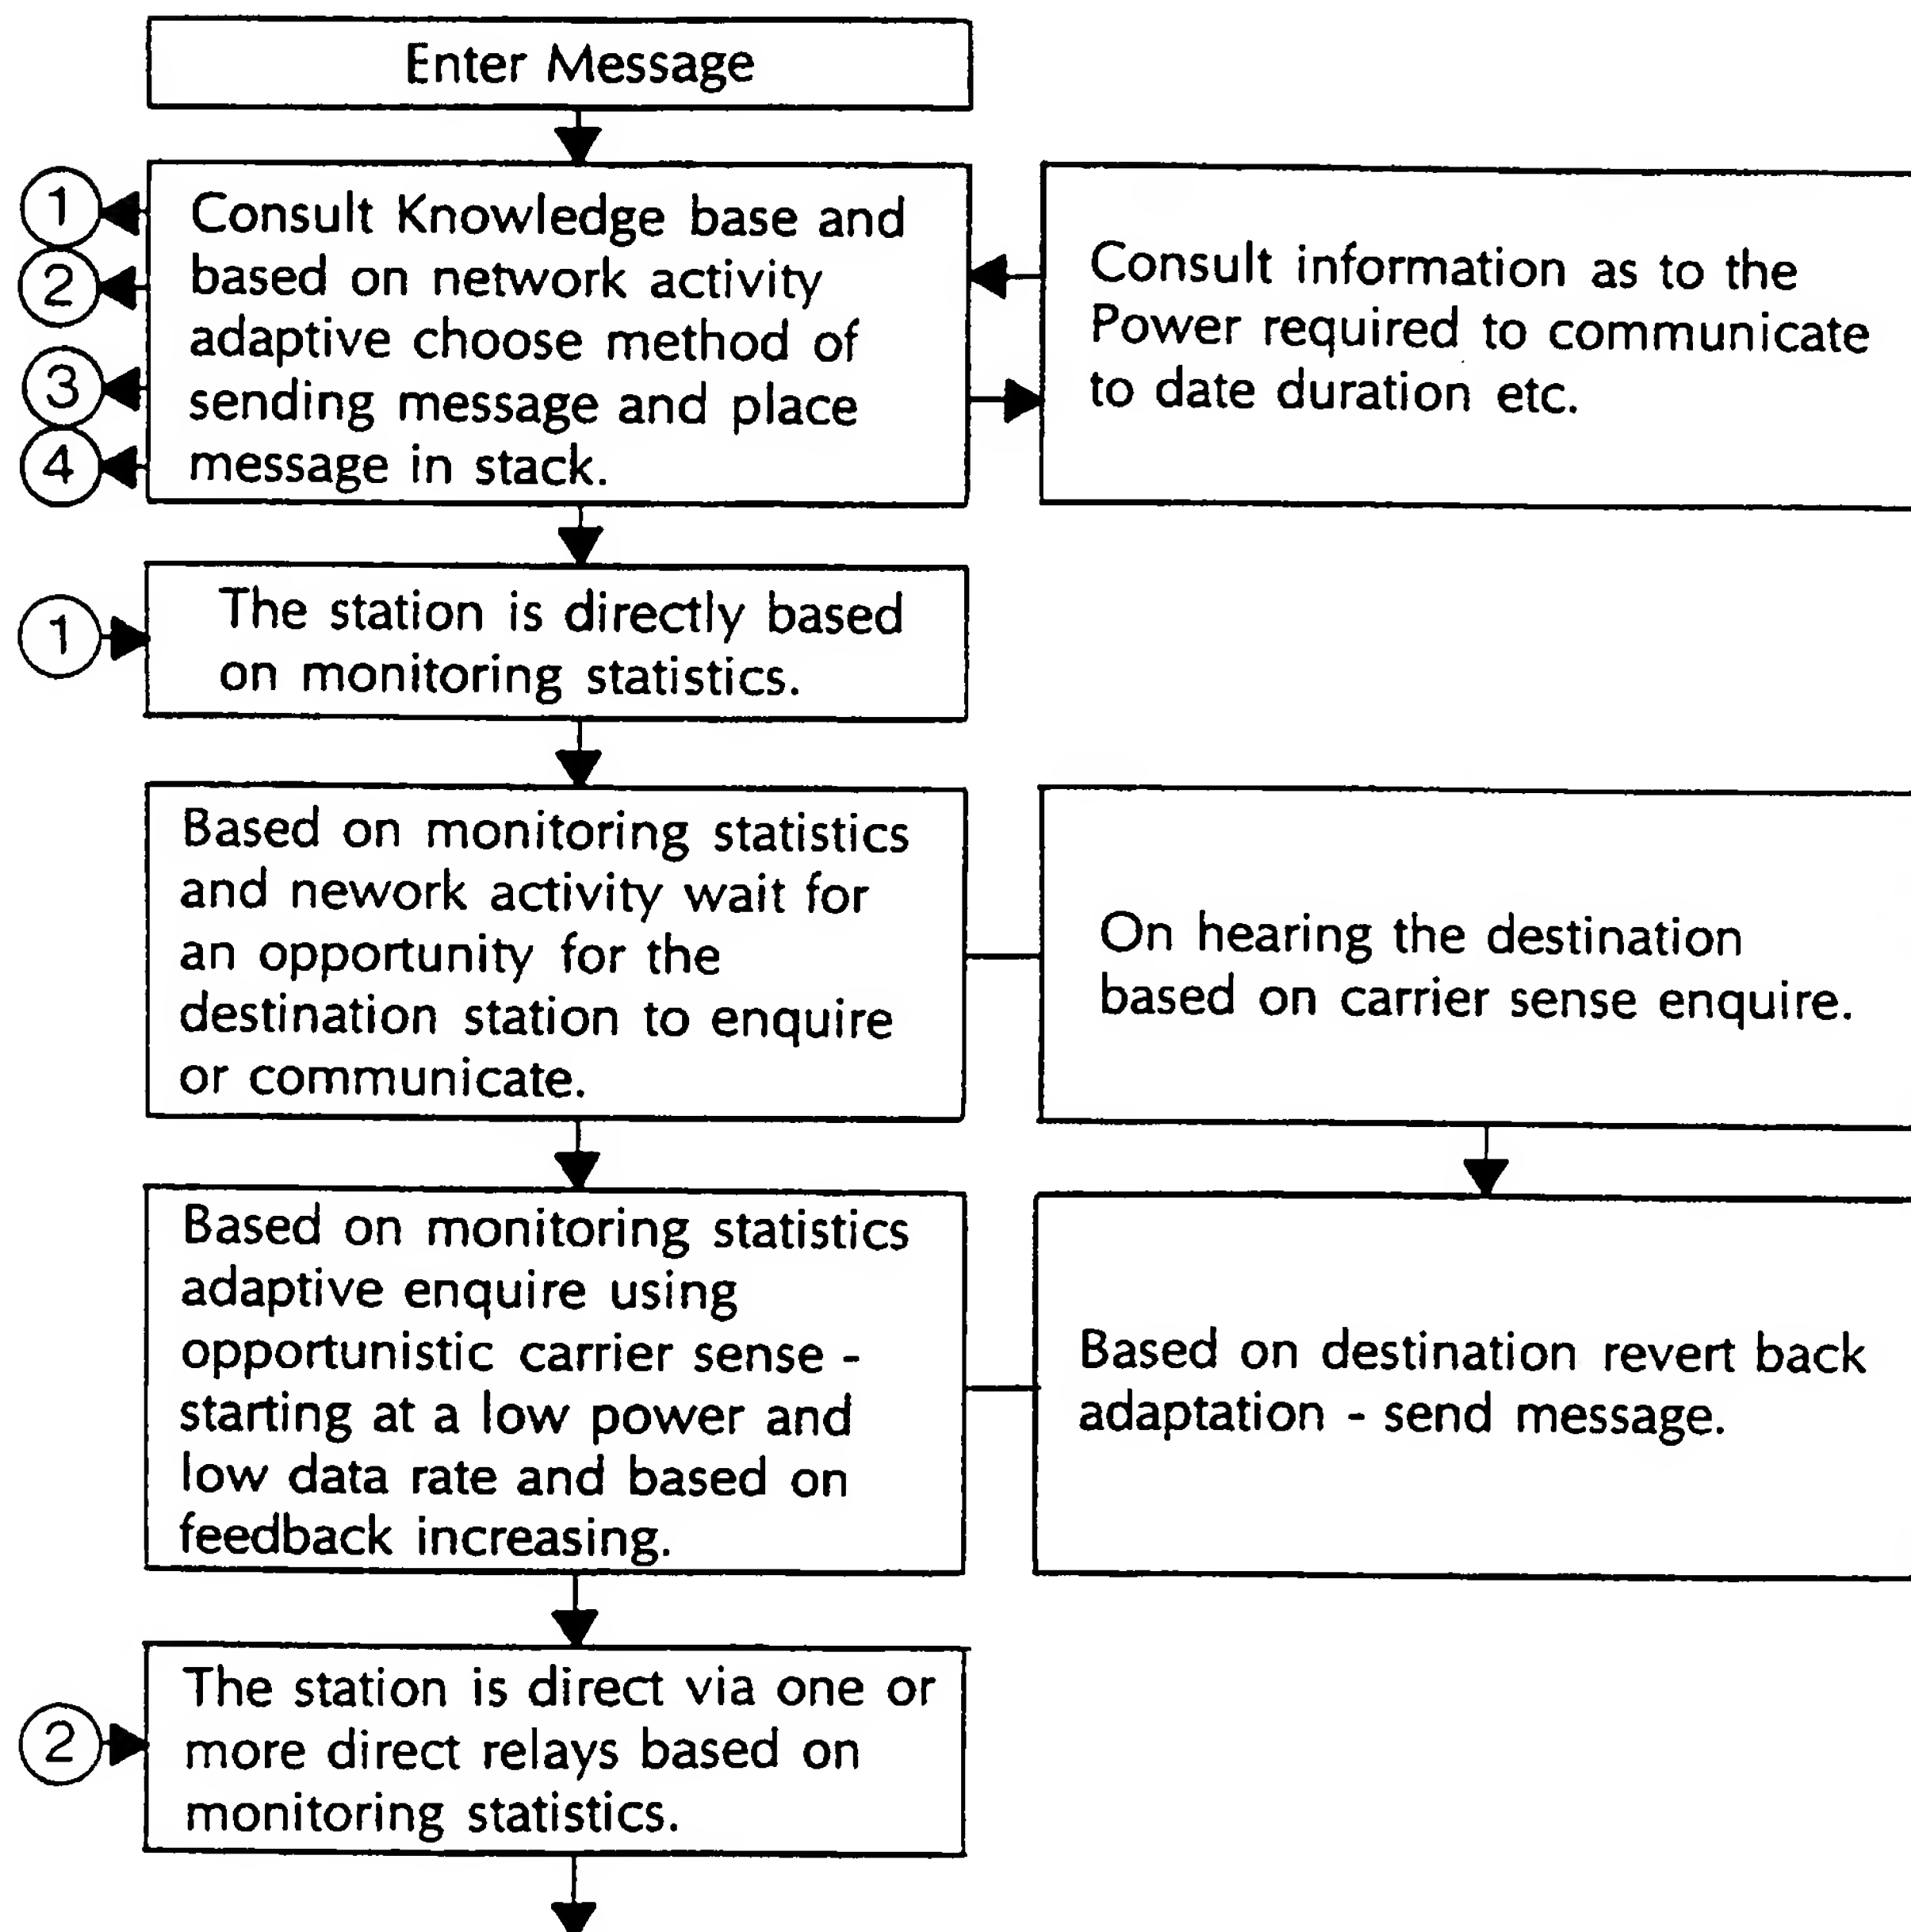 Enter Message
1
2
3
4
Consult Knowledge base and
based on network activity
adaptive choose method of
sending message and place
message in stack.
Consult information as to the
Power required to communicate
to date duration etc.
1
The station is directly based
on monitoring statistics.
Based on monitoring statistics
and nework activity wait for
an opportunity for the
destination station to enquire
or communicate.
On hearing the destination
based on carrier sense enquire.
Based on monitoring statistics
adaptive enquire using
opportunistic carrier sense -
starting at a low power and
low data rate and based on
feedback increasing.
Based on destination revert back
adaptation - send message.
2
The station is direct via one or
more direct relays based on
monitoring statistics.